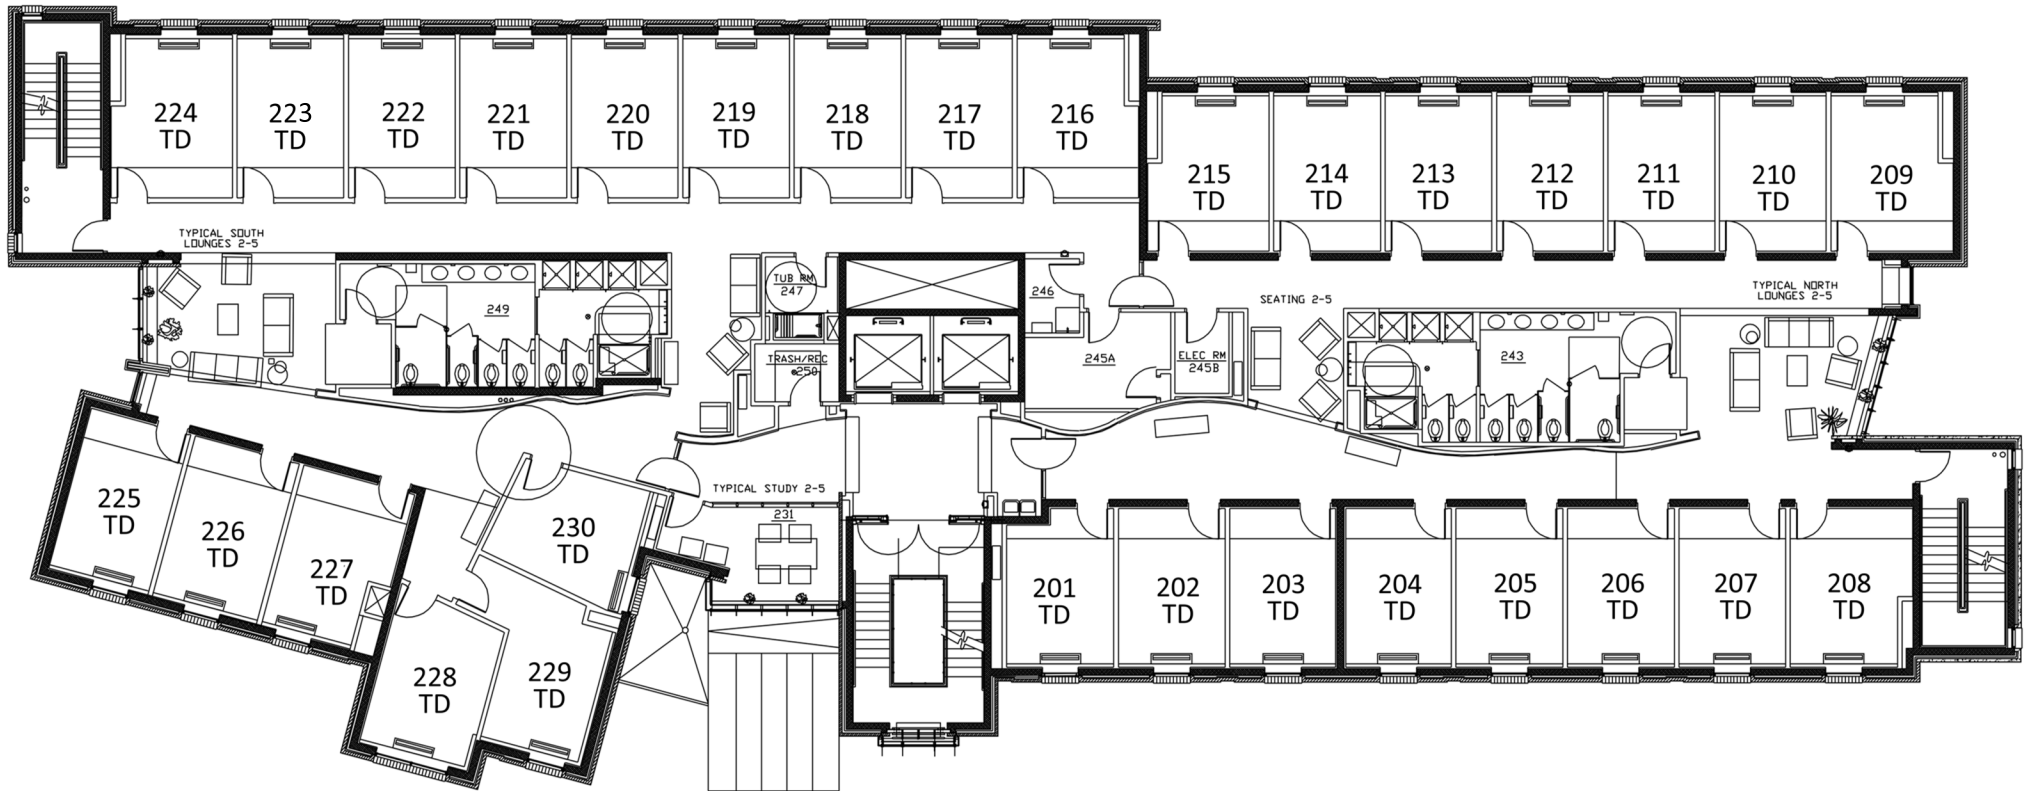 224
TD
223
TD
222
TD
221
TD
220
TD
219
TD
218
TD
217
TD
216
TD
215
TD
214
TD
213
TD
212
TD
211
TD
210
TD
209
TD
TYPICAL SOUTH
LOUNGES 2-5
TUB RM
247
246
SEATING 2-5
TYPICAL NORTH
LOUNGES 2-5
249
TRASH/REC
250
245A
ELEC RM
245B
243
225
TD
226
TD
227
TD
228
TD
229
TD
230
TD
TYPICAL STUDY 2-5
231
201
TD
202
TD
203
TD
204
TD
205
TD
206
TD
207
TD
208
TD